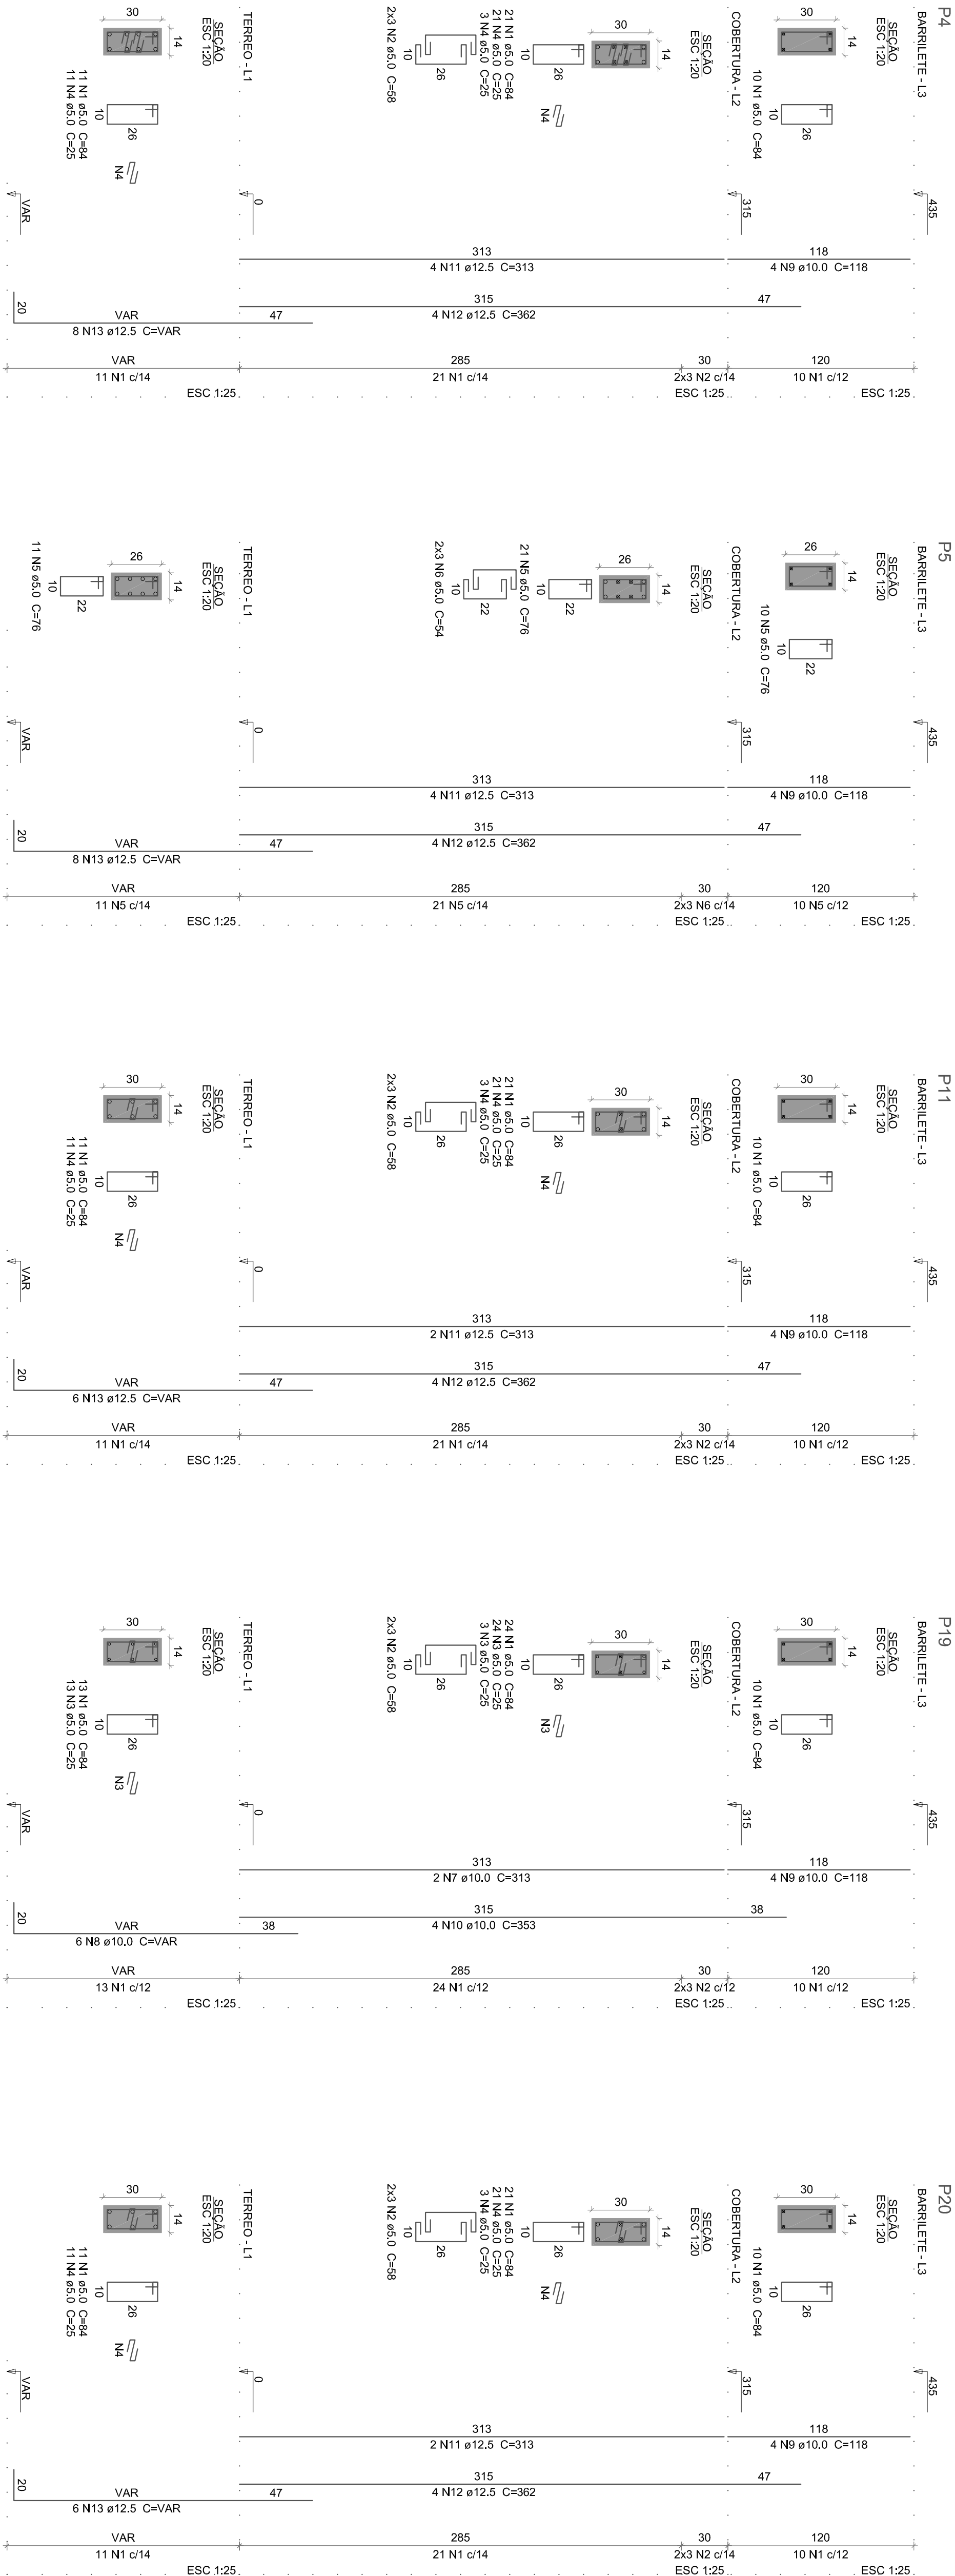 P4
BARRILETE - L3
SEÇÃO
ESC 1:20
30
14
10 N1 ø5.0 C=84
10
26
435
118
4 N9 ø10.0 C=118
120
10 N1 c/12
ESC 1:25
COBERTURA - L2
SEÇÃO
ESC 1:20
30
14
21 N1 ø5.0 C=84
21 N4 ø5.0 C=25
3 N4 ø5.0 C=25
10
26
N4
2x3 N2 ø5.0 C=58
10
26
315
313
4 N11 ø12.5 C=313
315
47
4 N12 ø12.5 C=362
285
30
21 N1 c/14
2x3 N2 c/14
ESC 1:25
TERREO - L1
SEÇÃO
ESC 1:20
30
14
11 N1 ø5.0 C=84
11 N4 ø5.0 C=25
10
26
N4
0
VAR
20
VAR
47
8 N13 ø12.5 C=VAR
VAR
11 N1 c/14
ESC 1:25
P5
BARRILETE - L3
SEÇÃO
ESC 1:20
26
14
10 N5 ø5.0 C=76
10
22
435
118
4 N9 ø10.0 C=118
120
10 N5 c/12
ESC 1:25
COBERTURA - L2
SEÇÃO
ESC 1:20
26
14
21 N5 ø5.0 C=76
10
22
2x3 N6 ø5.0 C=54
10
22
315
313
4 N11 ø12.5 C=313
315
47
4 N12 ø12.5 C=362
285
30
21 N5 c/14
2x3 N6 c/14
ESC 1:25
TERREO - L1
SEÇÃO
ESC 1:20
26
14
11 N5 ø5.0 C=76
10
22
0
VAR
20
VAR
47
8 N13 ø12.5 C=VAR
VAR
11 N5 c/14
ESC 1:25
P11
BARRILETE - L3
SEÇÃO
ESC 1:20
30
14
10 N1 ø5.0 C=84
10
26
435
118
4 N9 ø10.0 C=118
120
10 N1 c/12
ESC 1:25
COBERTURA - L2
SEÇÃO
ESC 1:20
30
14
21 N1 ø5.0 C=84
21 N4 ø5.0 C=25
3 N4 ø5.0 C=25
10
26
N4
2x3 N2 ø5.0 C=58
10
26
315
313
2 N11 ø12.5 C=313
315
47
4 N12 ø12.5 C=362
285
30
21 N1 c/14
2x3 N2 c/14
ESC 1:25
TERREO - L1
SEÇÃO
ESC 1:20
30
14
11 N1 ø5.0 C=84
11 N4 ø5.0 C=25
10
26
N4
0
VAR
20
VAR
47
6 N13 ø12.5 C=VAR
VAR
11 N1 c/14
ESC 1:25
P19
BARRILETE - L3
SEÇÃO
ESC 1:20
30
14
10 N1 ø5.0 C=84
10
26
435
118
4 N9 ø10.0 C=118
120
10 N1 c/12
ESC 1:25
COBERTURA - L2
SEÇÃO
ESC 1:20
30
14
24 N1 ø5.0 C=84
24 N3 ø5.0 C=25
3 N3 ø5.0 C=25
10
26
N3
2x3 N2 ø5.0 C=58
10
26
315
313
2 N7 ø10.0 C=313
315
38
4 N10 ø10.0 C=353
285
30
24 N1 c/12
2x3 N2 c/12
ESC 1:25
TERREO - L1
SEÇÃO
ESC 1:20
30
14
13 N1 ø5.0 C=84
13 N3 ø5.0 C=25
10
26
N3
0
VAR
20
VAR
38
6 N8 ø10.0 C=VAR
VAR
13 N1 c/12
ESC 1:25
P20
BARRILETE - L3
SEÇÃO
ESC 1:20
30
14
10 N1 ø5.0 C=84
10
26
435
118
4 N9 ø10.0 C=118
120
10 N1 c/12
ESC 1:25
COBERTURA - L2
SEÇÃO
ESC 1:20
30
14
21 N1 ø5.0 C=84
21 N4 ø5.0 C=25
3 N4 ø5.0 C=25
10
26
N4
2x3 N2 ø5.0 C=58
10
26
315
313
2 N11 ø12.5 C=313
315
47
4 N12 ø12.5 C=362
285
30
21 N1 c/14
2x3 N2 c/14
ESC 1:25
TERREO - L1
SEÇÃO
ESC 1:20
30
14
11 N1 ø5.0 C=84
11 N4 ø5.0 C=25
10
26
N4
0
VAR
20
VAR
47
6 N13 ø12.5 C=VAR
VAR
11 N1 c/14
ESC 1:25